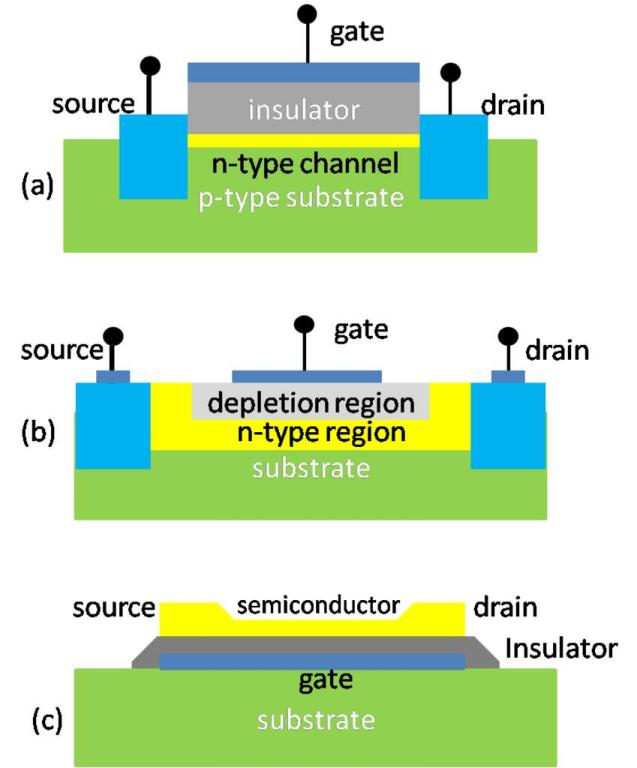 gate
source
insulator
drain
n-type channel
(a)
p-type substrate
source
gate
drain
depletion region
(b)
n-type region
substrate
source
semiconductor
drain
Insulator
gate
(c)
substrate